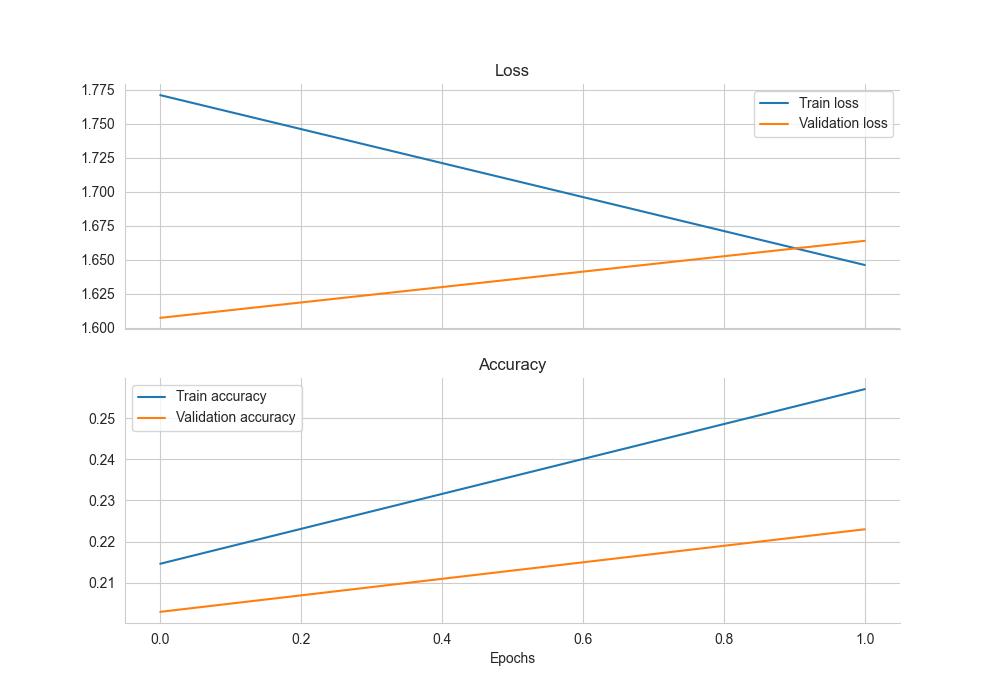 Loss
1.775
1.750
1.725
1.700
1.675
1.650
1.625
1.600
Train loss
Validation loss
Accuracy
0.25
0.24
0.23
0.22
0.21
Train accuracy
Validation accuracy
0.0 0.2 0.4 0.6 0.8 1.0
Epochs